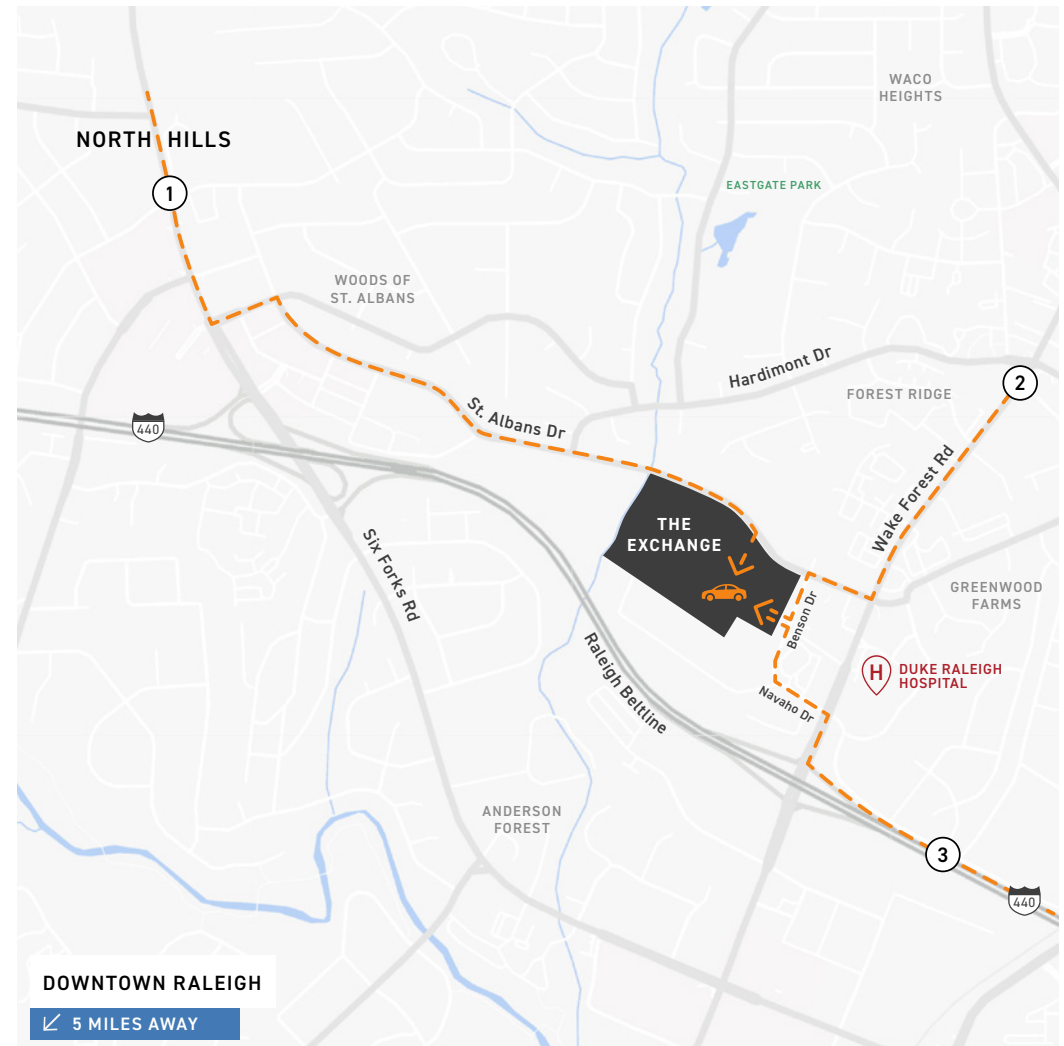 WACO
HEIGHTS
NORTH HILLS
1
EASTGATE PARK
WOODS OF
ST. ALBANS
Hardimont Dr
2
FOREST RIDGE
440
St. Albans Dr
Wake Forest Rd
THE
EXCHANGE
Six Forks Rd
GREENWOOD
FARMS
Benson Dr
Raleigh Beltline
H
DUKE RALEIGH
HOSPITAL
Navaho Dr
ANDERSON
FOREST
3
440
DOWNTOWN RALEIGH
5 MILES AWAY